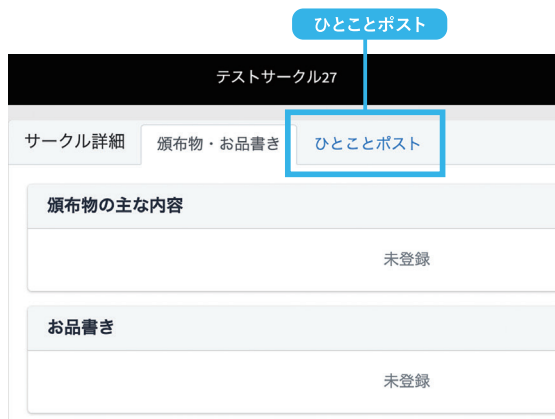 ひとことポスト
テストサークル27
サークル詳細 頒布物・お品書き ひとことポスト
頒布物の主な内容
未登録
お品書き
未登録